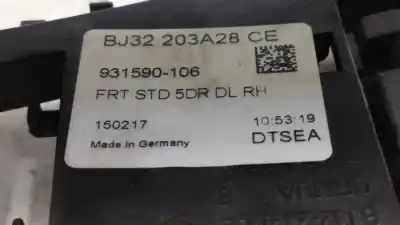 BJ32 203A28 CE
931590-106
FRT STD 5DR DL RH
150217 10:53:19
Made in Germany DTSEA